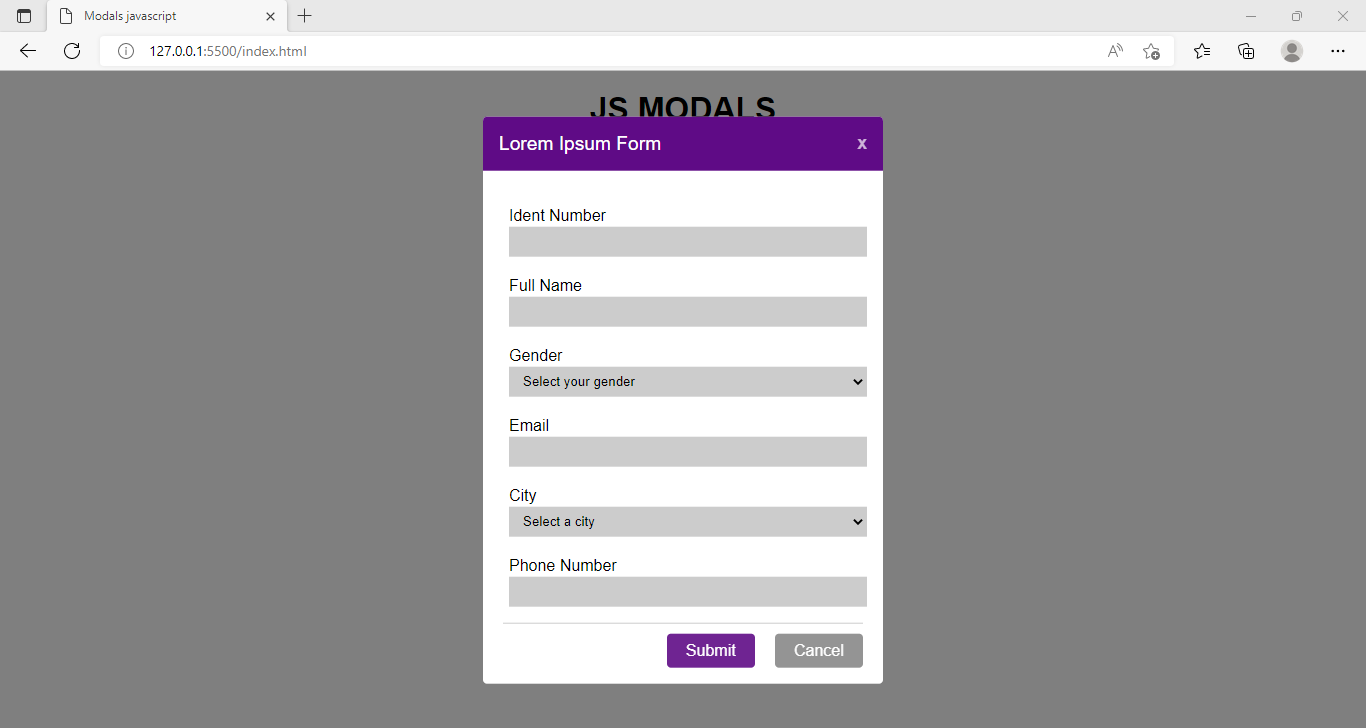 Modals javascript
127.0.0.1:5500/index.html
JS MODALS
Lorem Ipsum Form
x
Ident Number
Full Name
Gender
Select your gender
Email
City
Select a city
Phone Number
Submit Cancel